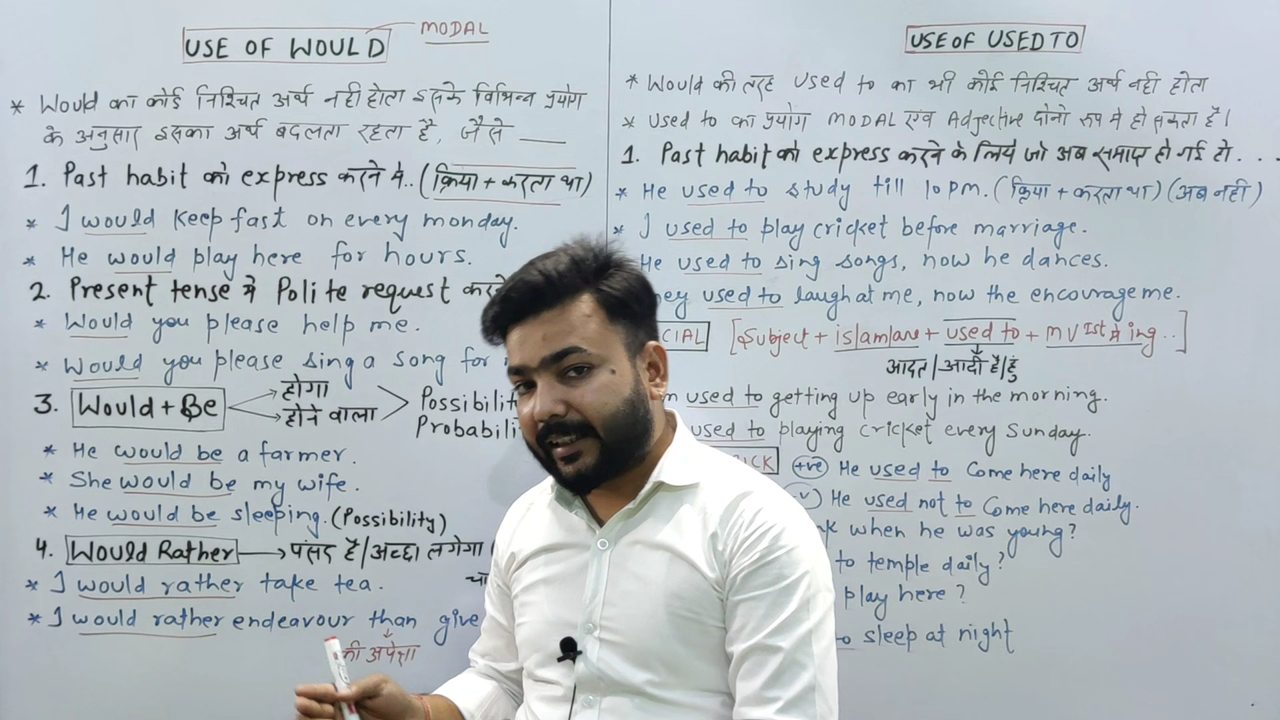 USE OF WOULD
MODAL
* Would का कोई निश्चित अर्थ नही होता इसके विभिन्न प्रयोग
के अनुसार इसका अर्थ बदलता रहता है, जैसे —
1. Past habit को express करने मे.. (क्रिया + करता था)
* I would keep fast on every monday.
* He would play here for hours.
2. Present tense मे Polite request करने
* Would you please help me.
* Would you please sing a song for
3. Would + Be
होगा
होने वाला
* He would be a farmer.
* She would be my wife.
* He would be sleeping. (Possibility)
4. Would Rather → पंसद है/अच्छा लगेगा
* I would rather take tea.
* I would rather endeavour than give
की अपेक्षा
USE OF USED TO
* Would की तरह used to का भी कोई निश्चित अर्थ नही होता
* used to का प्रयोग MODAL एवं Adjective दोनो रूप मे हो सकता है।
1. Past habit को express करने के लिये जो अब समाप्त हो गई हो....
* He used to study till 10 pm. (क्रिया + करता था) (अब नही)
* I used to play cricket before marriage.
He used to sing songs, now he dances.
used to laugh at me, now the encourage me.
[Subject + is/am/are + used to + MV Ist मे ing..]
आदत/आदी है/हुं
used to getting up early in the morning.
used to playing cricket every Sunday.
(+ve) He used to Come here daily
He used not to Come here daily.
when he was young?
to temple daily?
play here?
sleep at night